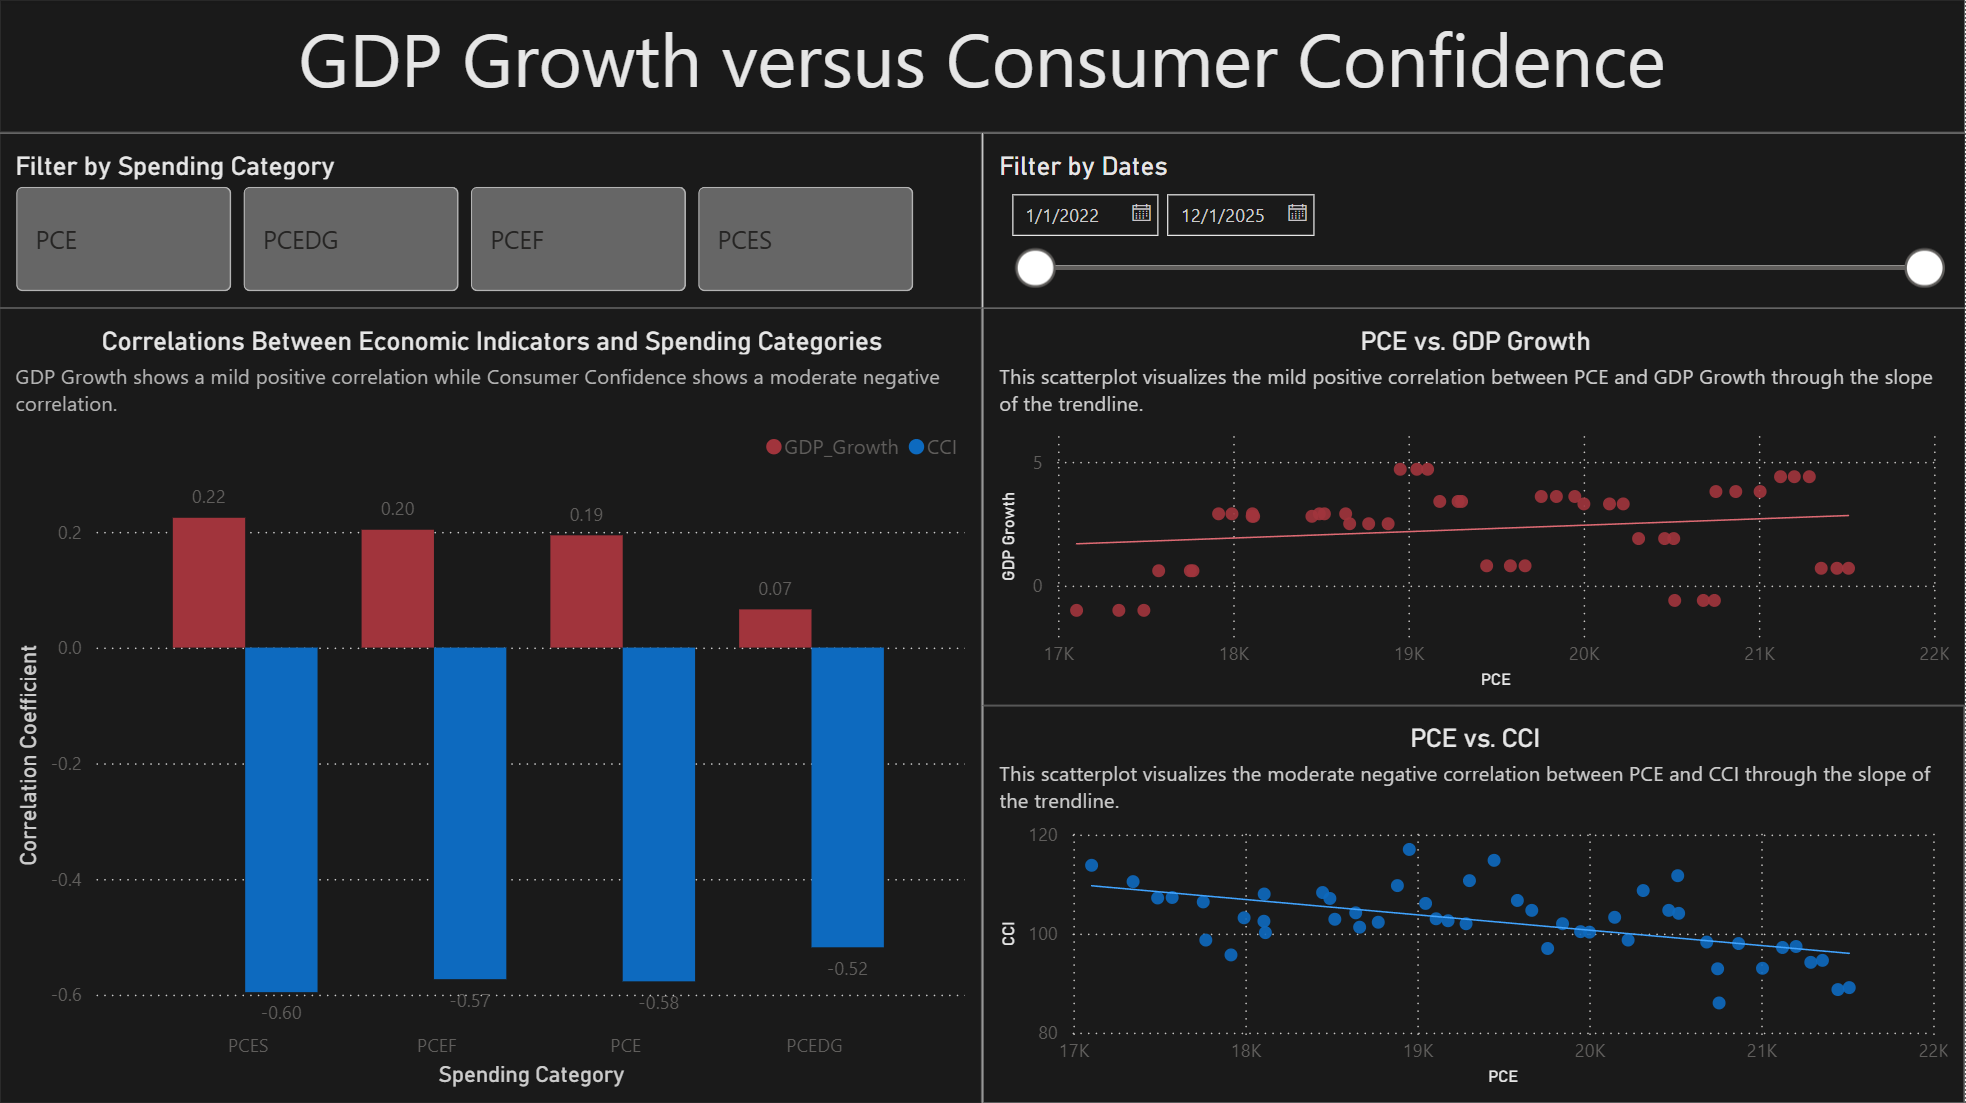 GDP Growth versus Consumer Confidence
Filter by Spending Category
PCE
PCEDG
PCEF
PCES
Filter by Dates
1/1/2022
12/1/2025
Correlations Between Economic Indicators and Spending Categories
GDP Growth shows a mild positive correlation while Consumer Confidence shows a moderate negative
correlation.
GDP_Growth CCI
0.22
0.20
0.19
0.07
0.2
0.0
-0.2
-0.4
-0.6
Correlation Coefficient
-0.60
-0.57
-0.58
-0.52
PCES PCEF PCE PCEDG
Spending Category
PCE vs. GDP Growth
This scatterplot visualizes the mild positive correlation between PCE and GDP Growth through the slope
of the trendline.
GDP Growth
5
0
17K 18K 19K 20K 21K 22K
PCE
PCE vs. CCI
This scatterplot visualizes the moderate negative correlation between PCE and CCI through the slope of
the trendline.
CCI
120
100
80
17K 18K 19K 20K 21K 22K
PCE